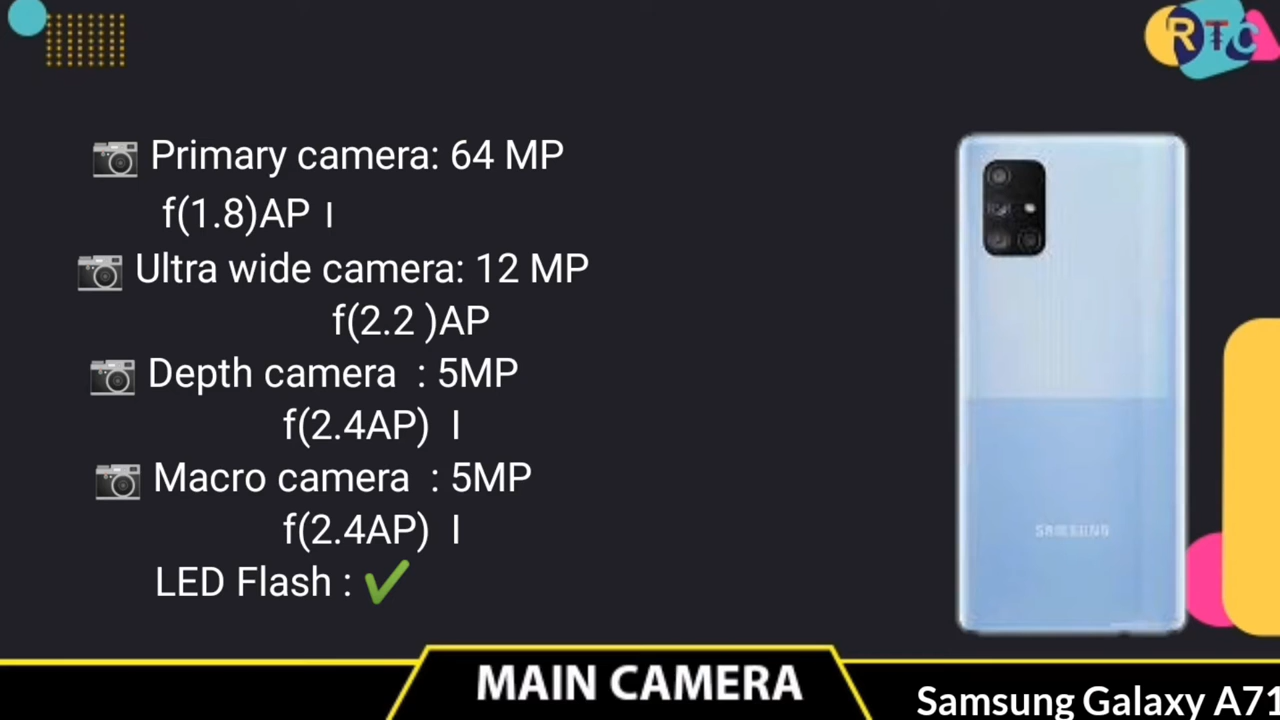 RTC
Primary camera: 64 MP
f(1.8)AP I
Ultra wide camera: 12 MP
f(2.2 )AP
Depth camera : 5MP
f(2.4AP) I
Macro camera : 5MP
f(2.4AP) I
LED Flash : ✔
SAMSUNG
MAIN CAMERA
Samsung Galaxy A71